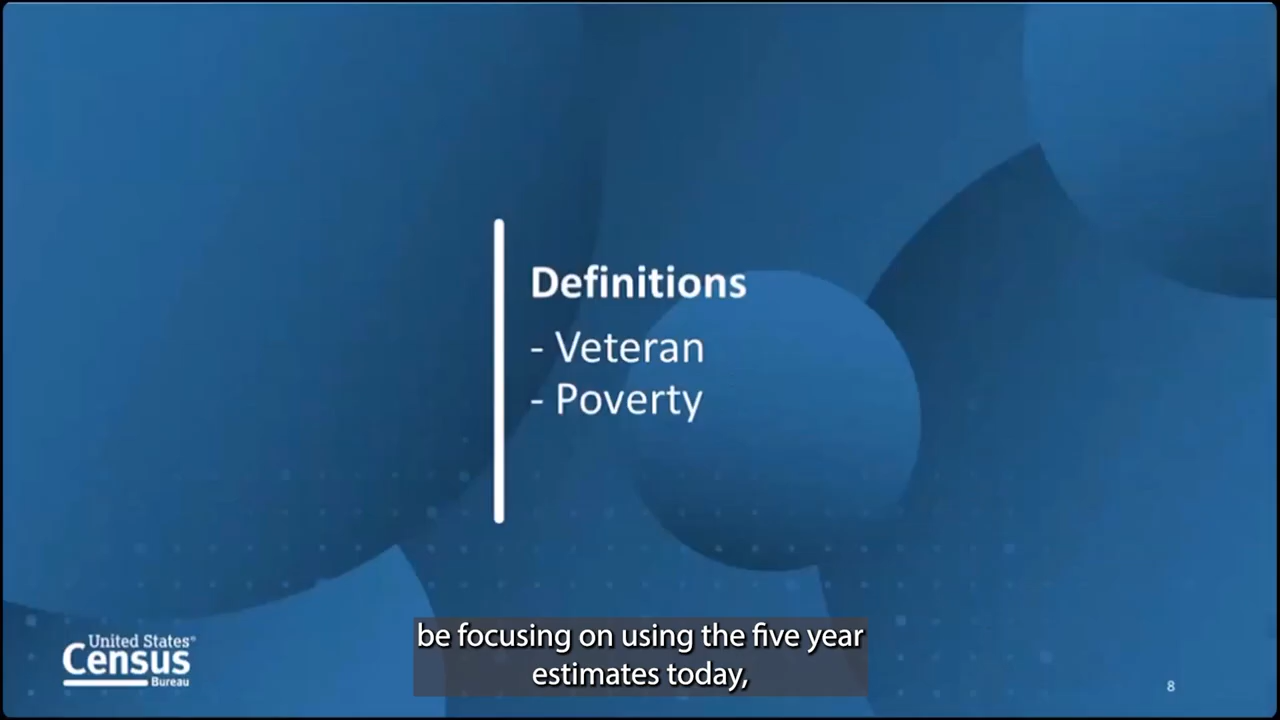 Definitions
- Veteran
- Poverty
be focusing on using the five year
estimates today,
United States®
Census
Bureau
8